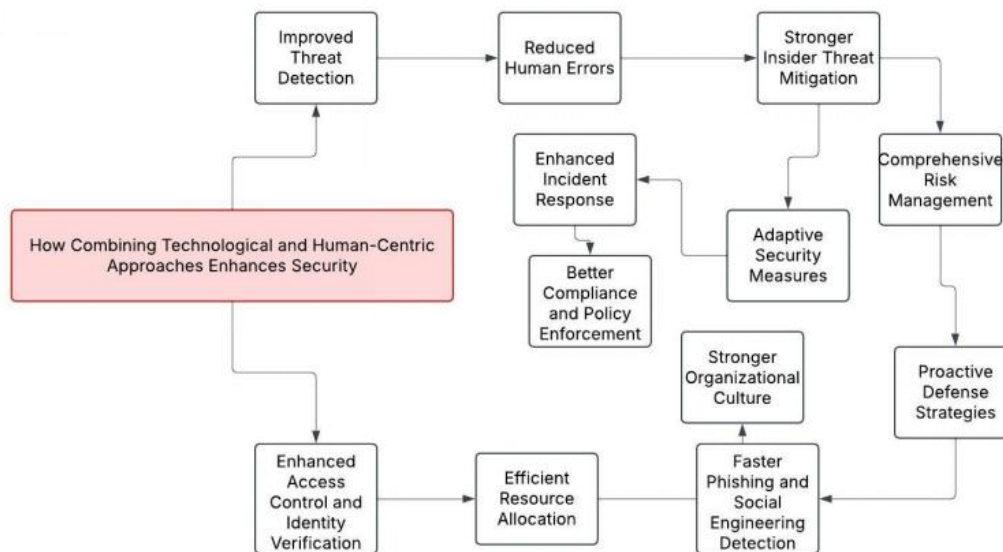 Improved
Threat
Detection
Reduced
Human Errors
Stronger
Insider Threat
Mitigation
Enhanced
Incident
Response
Comprehensive
Risk
Management
How Combining Technological and Human-Centric
Approaches Enhances Security
Adaptive
Security
Measures
Better
Compliance
and Policy
Enforcement
Stronger
Organizational
Culture
Proactive
Defense
Strategies
Enhanced
Access
Control and
Identity
Verification
Efficient
Resource
Allocation
Faster
Phishing and
Social
Engineering
Detection